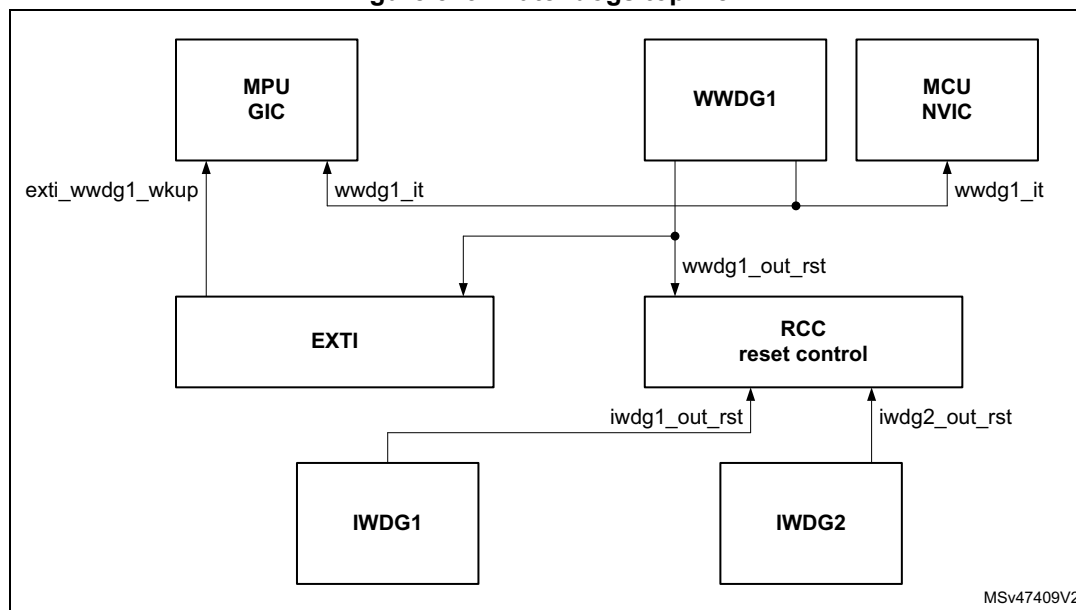 MPU
GIC
WWDG1
MCU
NVIC
exti_wwdg1_wkup
wwdg1_it
wwdg1_it
wwdg1_out_rst
EXTI
RCC
reset control
iwdg1_out_rst
iwdg2_out_rst
IWDG1
IWDG2
MSv47409V2